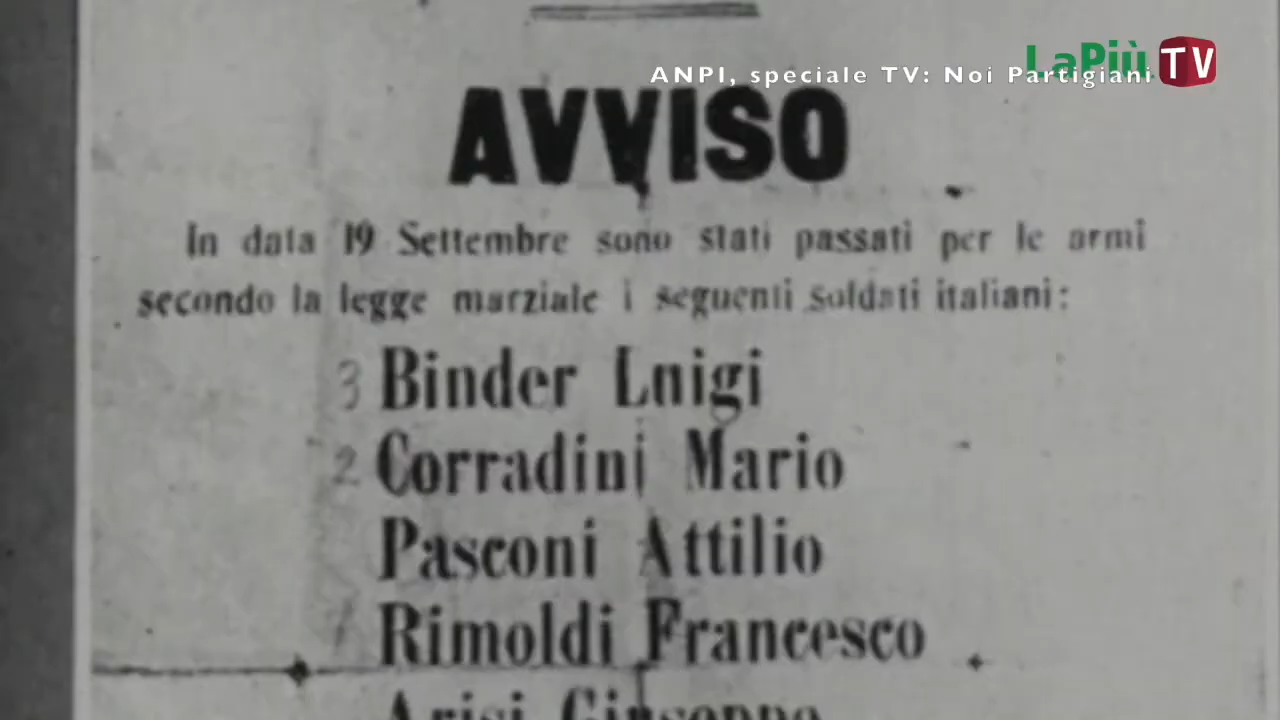 LaPiù TV
ANPI, speciale TV: Noi Partigiani
AVVISO
In data 19 Settembre sono stati passati per le armi
secondo la legge marziale i seguenti soldati italiani:
3 Binder Luigi
2 Corradini Mario
Pasconi Attilio
1 Rimoldi Francesco
Arisi Giuseppe